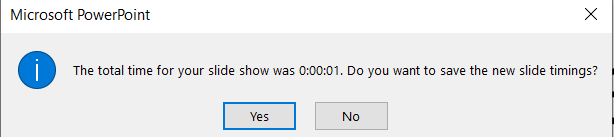 Microsoft PowerPoint
The total time for your slide show was 0:00:01. Do you want to save the new slide timings?
Yes
No